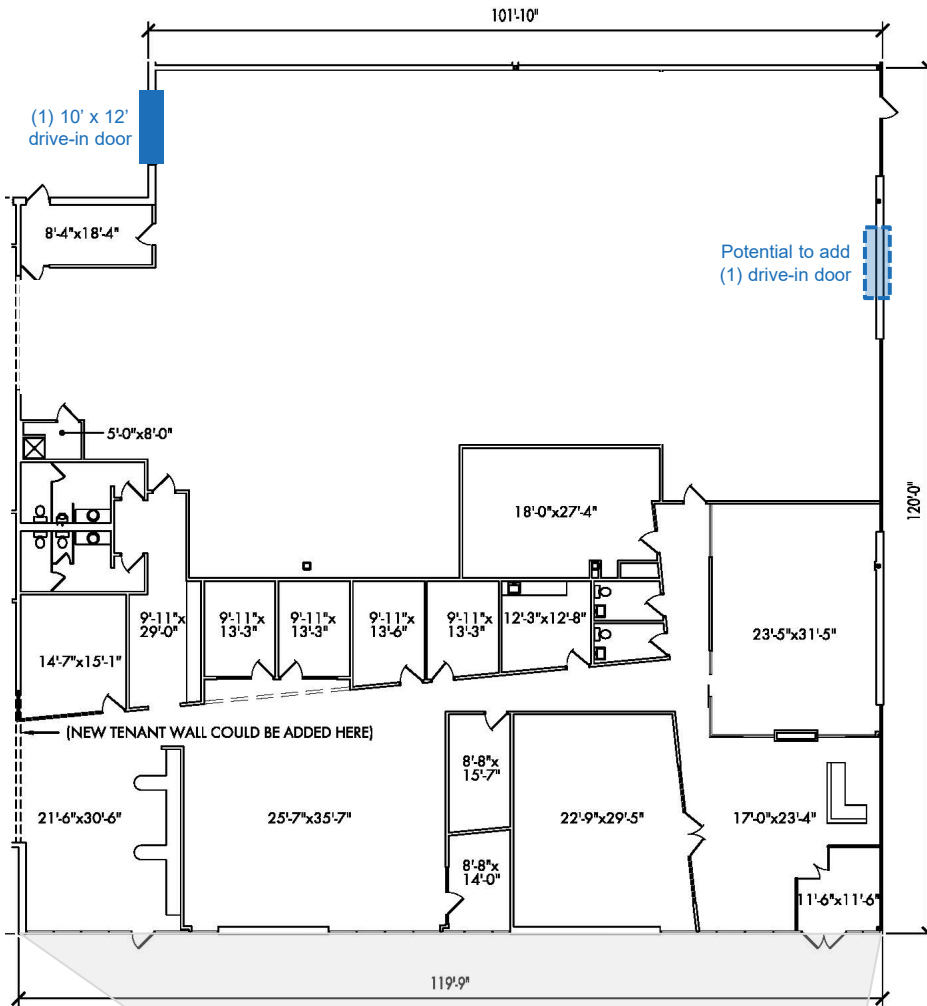 101'-10"
(1) 10' x 12'
drive-in door
8'-4"x18'-4"
Potential to add
(1) drive-in door
5'-0"x8'-0"
120'-0"
18'-0"x27'-4"
9'-11"x
29'-0"
9'-11"x
13'-3"
9'-11"x
13'-3"
9'-11"x
13'-6"
9'-11"x
13'-3"
12'-3"x12'-8"
23'-5"x31'-5"
14'-7"x15'-1"
(NEW TENANT WALL COULD BE ADDED HERE)
8'-8"x
15'-7"
21'-6"x30'-6"
25'-7"x35'-7"
22'-9"x29'-5"
17'-0"x23'-4"
8'-8"x
14'-0"
11'-6"x11'-6"
119'-9"